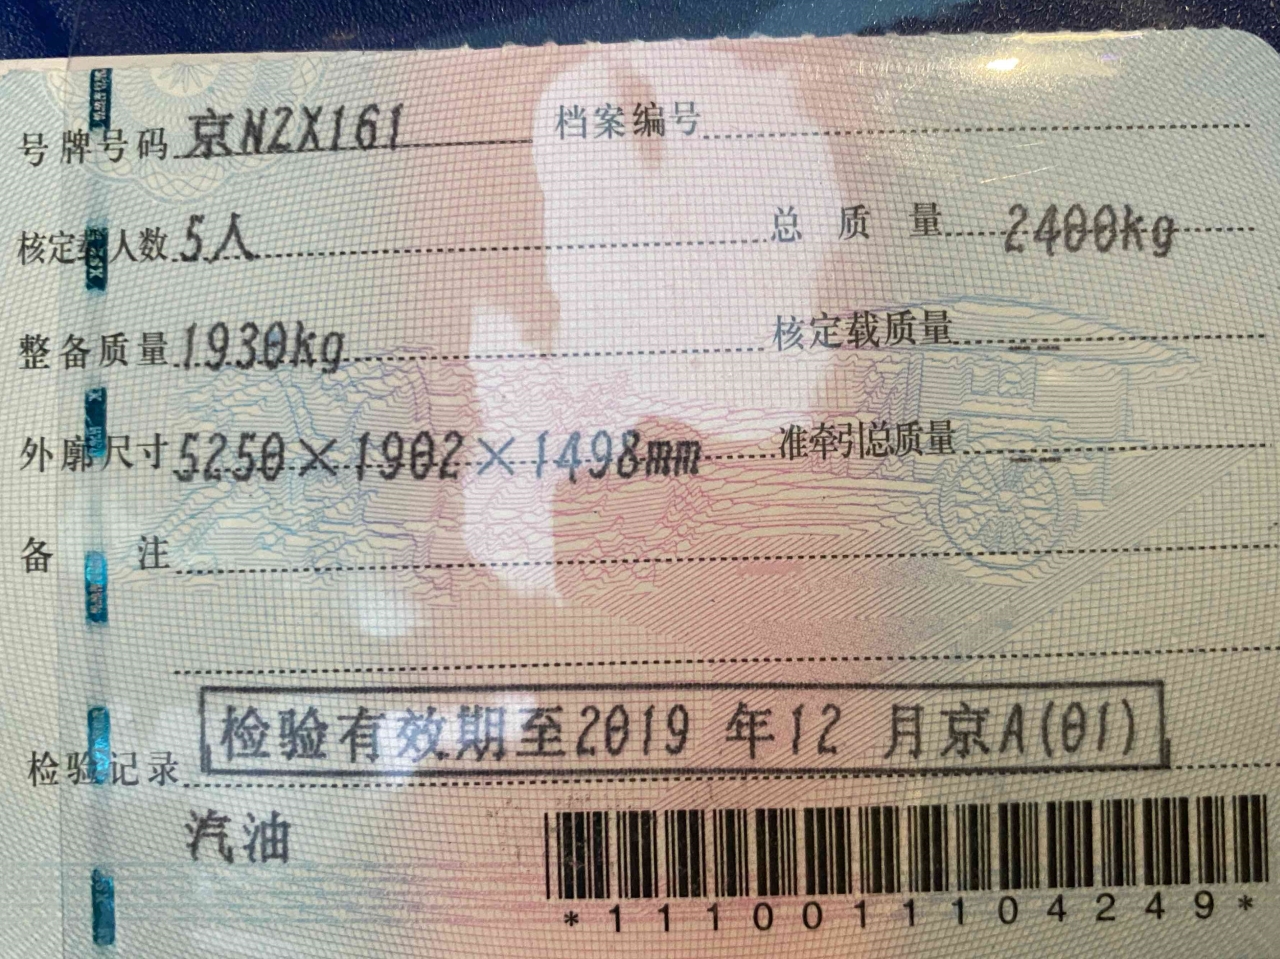 号牌号码 京N2X161 档案编号
核定载人数 5人 总质量 2400kg
整备质量 1930kg 核定载质量 -- --
外廓尺寸 5250×1902×1498mm 准牵引总质量 -- --
备注
检验记录 检验有效期至2019 年12 月京A(01)
汽油
*1110011104249*